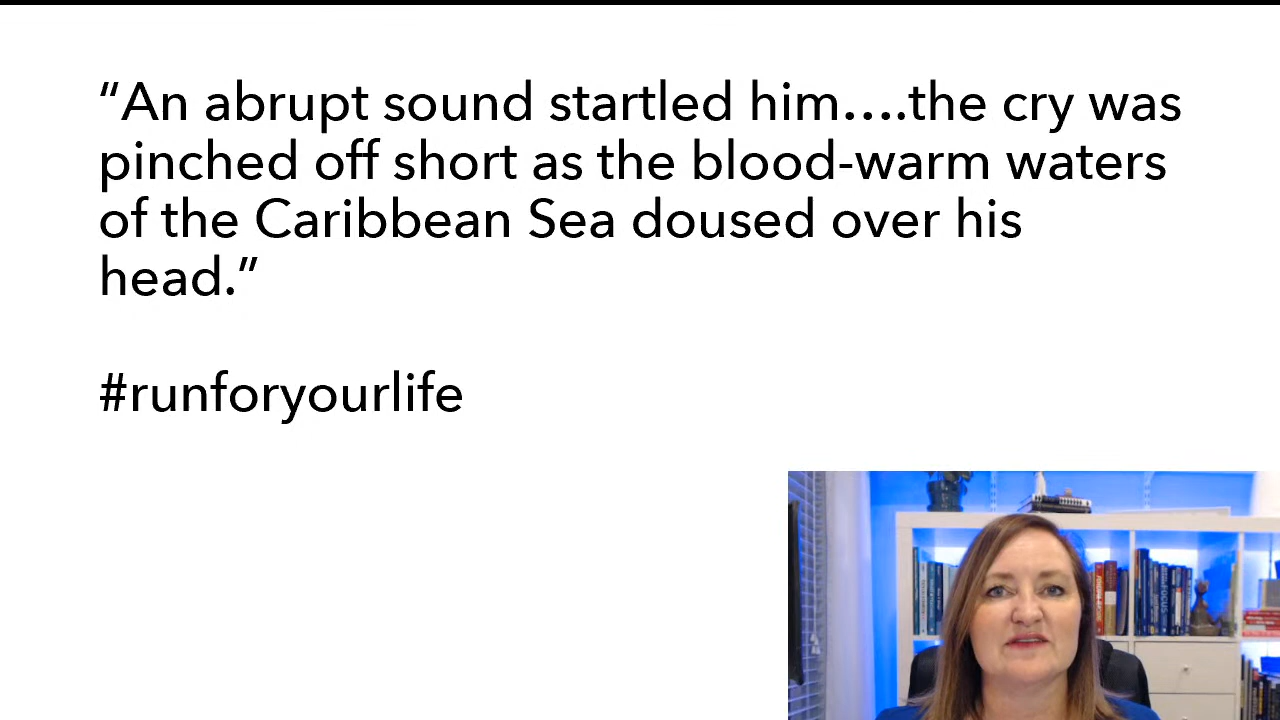 “An abrupt sound startled him….the cry was
pinched off short as the blood-warm waters
of the Caribbean Sea doused over his
head.”
#runforyourlife
FOCUS